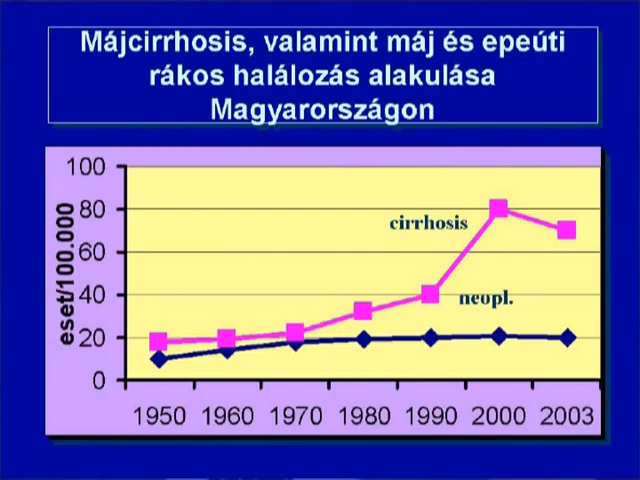 Májcirrhosis, valamint máj és epeúti
rákos halálozás alakulása
Magyarországon
eset/100.000
100
80
60
40
20
0
cirrhosis
neopl.
1950 1960 1970 1980 1990 2000 2003